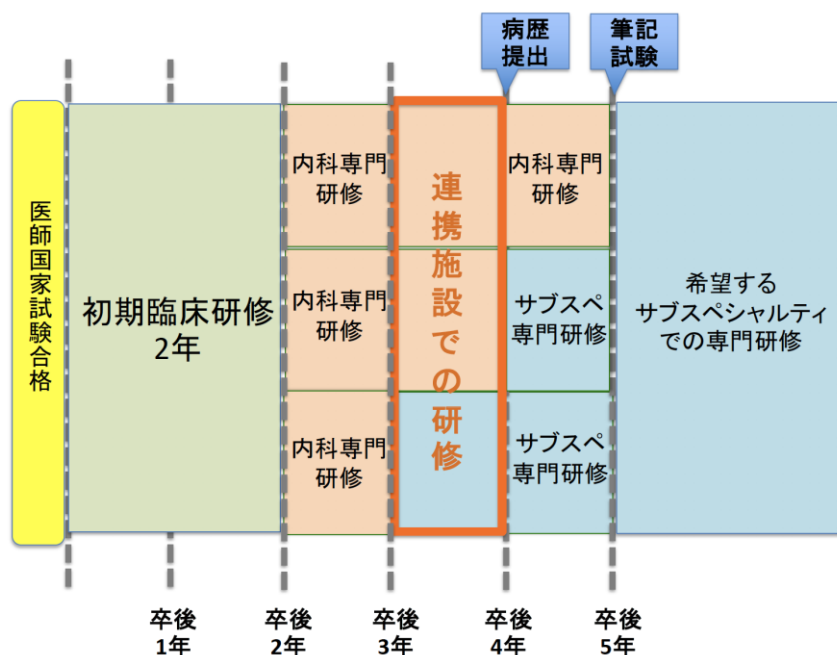 病歴
提出
筆記
試験
医師国家試験合格
初期臨床研修
2年
内科専門
研修
内科専門
研修
内科専門
研修
連携施設での研修
内科専門
研修
サブスペ
専門研修
サブスペ
専門研修
希望する
サブスペシャルティ
での専門研修
卒後
1年
卒後
2年
卒後
3年
卒後
4年
卒後
5年